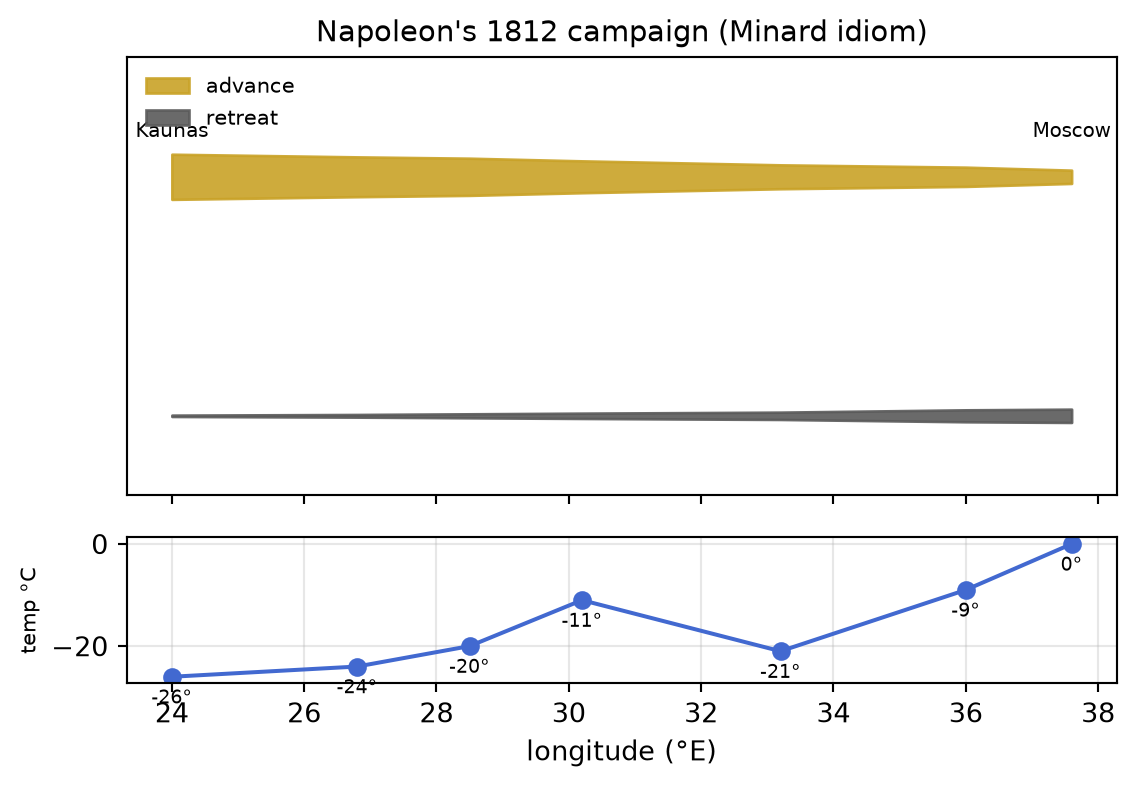 Napoleon's 1812 campaign (Minard idiom)
advance
retreat
Kaunas
Moscow
0
−20
temp °C
-26°
-24°
-20°
-11°
-21°
-9°
0°
24 26 28 30 32 34 36 38
longitude (°E)